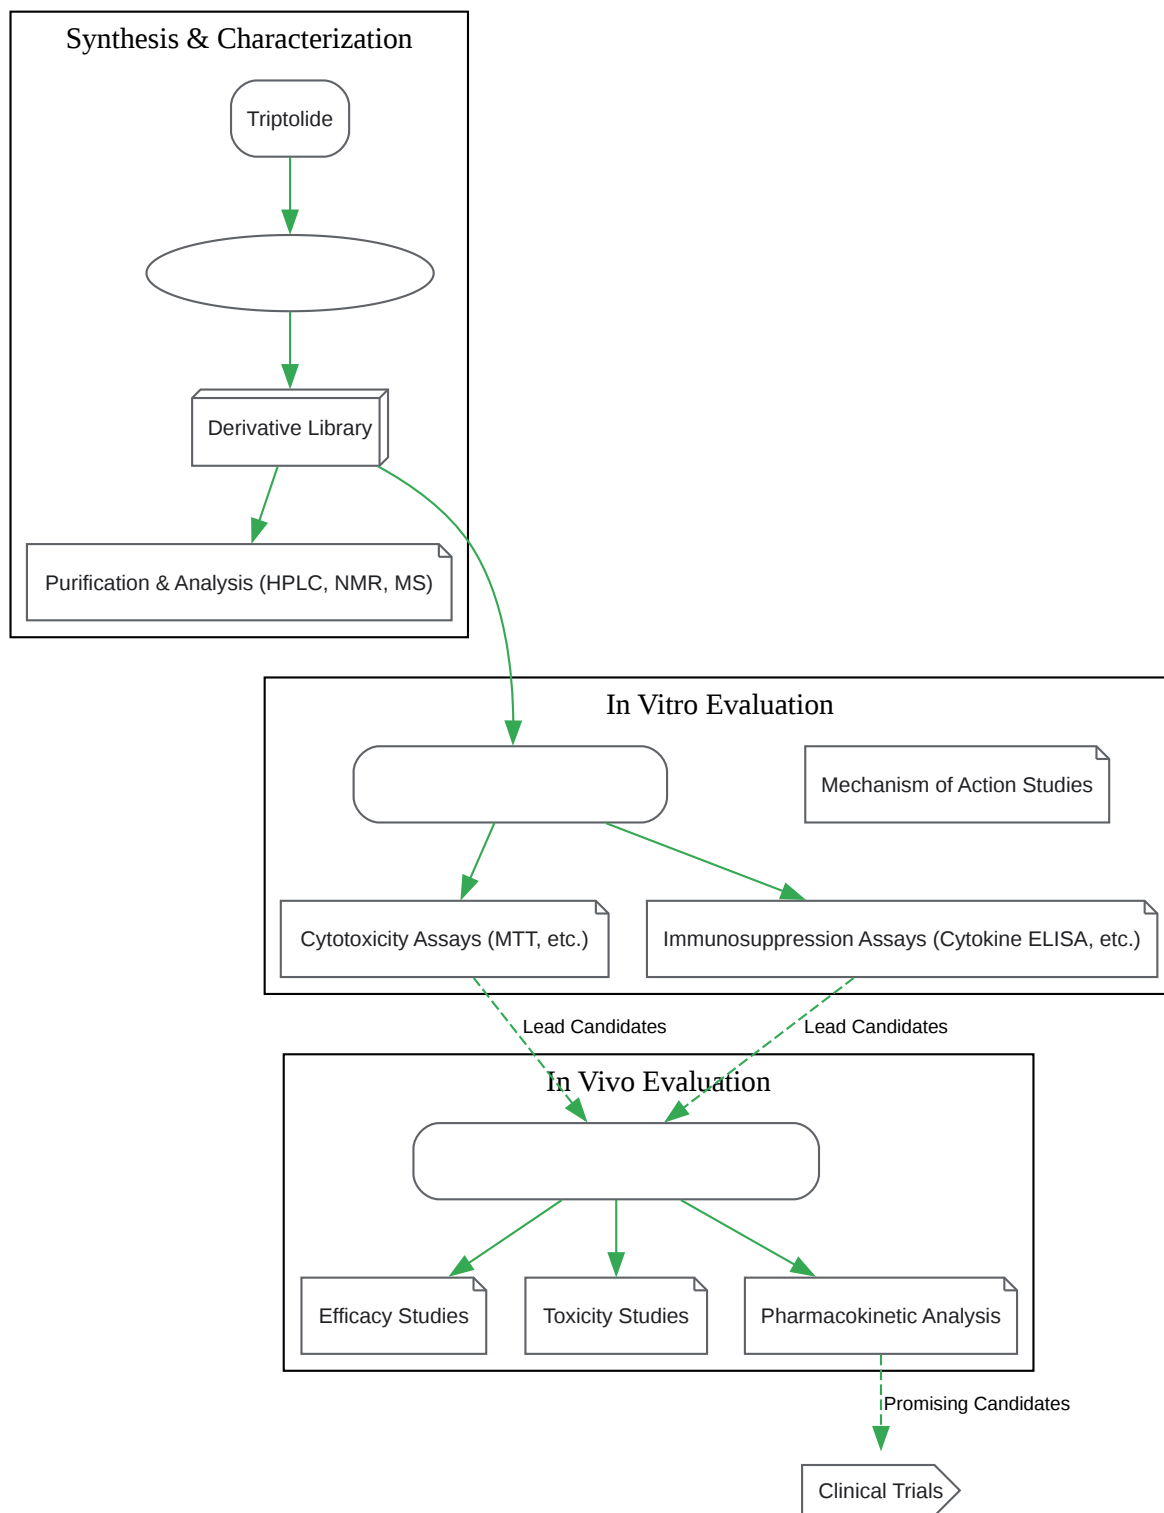 Synthesis & Characterization
Triptolide
Derivative Library
Purification & Analysis (HPLC, NMR, MS)
In Vitro Evaluation
Mechanism of Action Studies
Cytotoxicity Assays (MTT, etc.)
Immunosuppression Assays (Cytokine ELISA, etc.)
Lead Candidates
Lead Candidates
In Vivo Evaluation
Efficacy Studies
Toxicity Studies
Pharmacokinetic Analysis
Promising Candidates
Clinical Trials